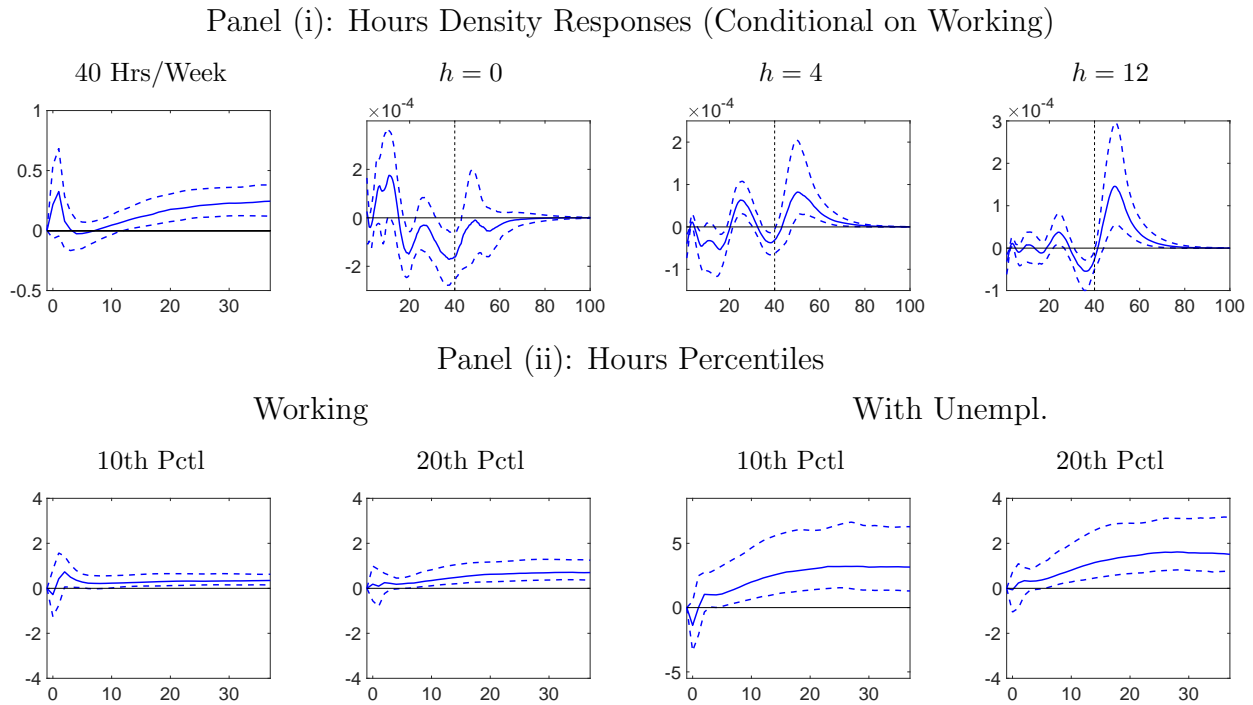 Panel (i): Hours Density Responses (Conditional on Working)
40 Hrs/Week h = 0 h = 4 h = 12
×10⁻⁴ ×10⁻⁴ ×10⁻⁴
1 0.5 0 -0.5
0 10 20 30
2 0 -2
20 40 60 80 100
2 1 0 -1
20 40 60 80 100
3 2 1 0 -1
20 40 60 80 100
Panel (ii): Hours Percentiles
Working With Unempl.
10th Pctl 20th Pctl 10th Pctl 20th Pctl
4 2 0 -2 -4
0 10 20 30
4 2 0 -2 -4
0 10 20 30
5 0 -5
0 10 20 30
4 2 0 -2 -4
0 10 20 30